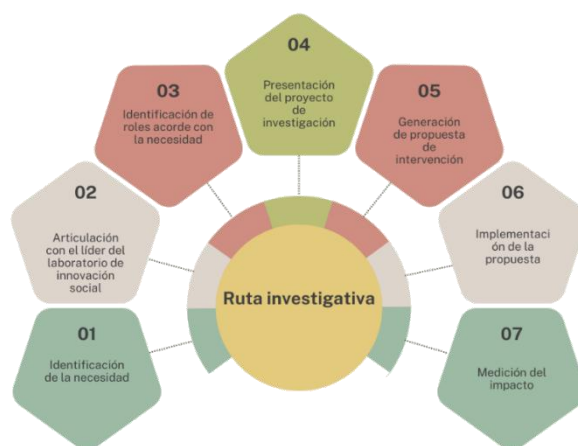 01
Identificación
de la necesidad
02
Articulación
con el líder del
laboratorio de
innovación
social
03
Identificación de
roles acorde con
la necesidad
04
Presentación
del proyecto
de
investigación
05
Generación
de propuesta
de
intervención
06
Implementaci
ón de la
propuesta
07
Medición del
impacto
Ruta investigativa